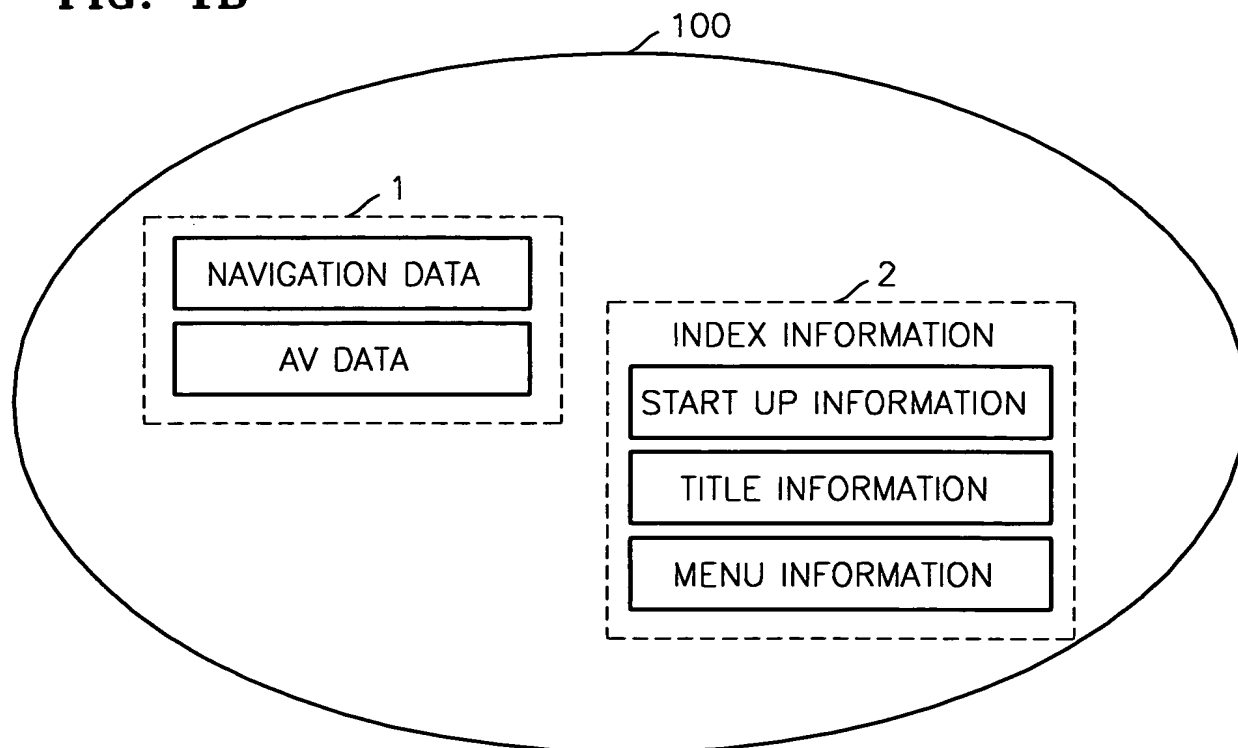 FIG. 1B
100
1
NAVIGATION DATA
AV DATA
2
INDEX INFORMATION
START UP INFORMATION
TITLE INFORMATION
MENU INFORMATION